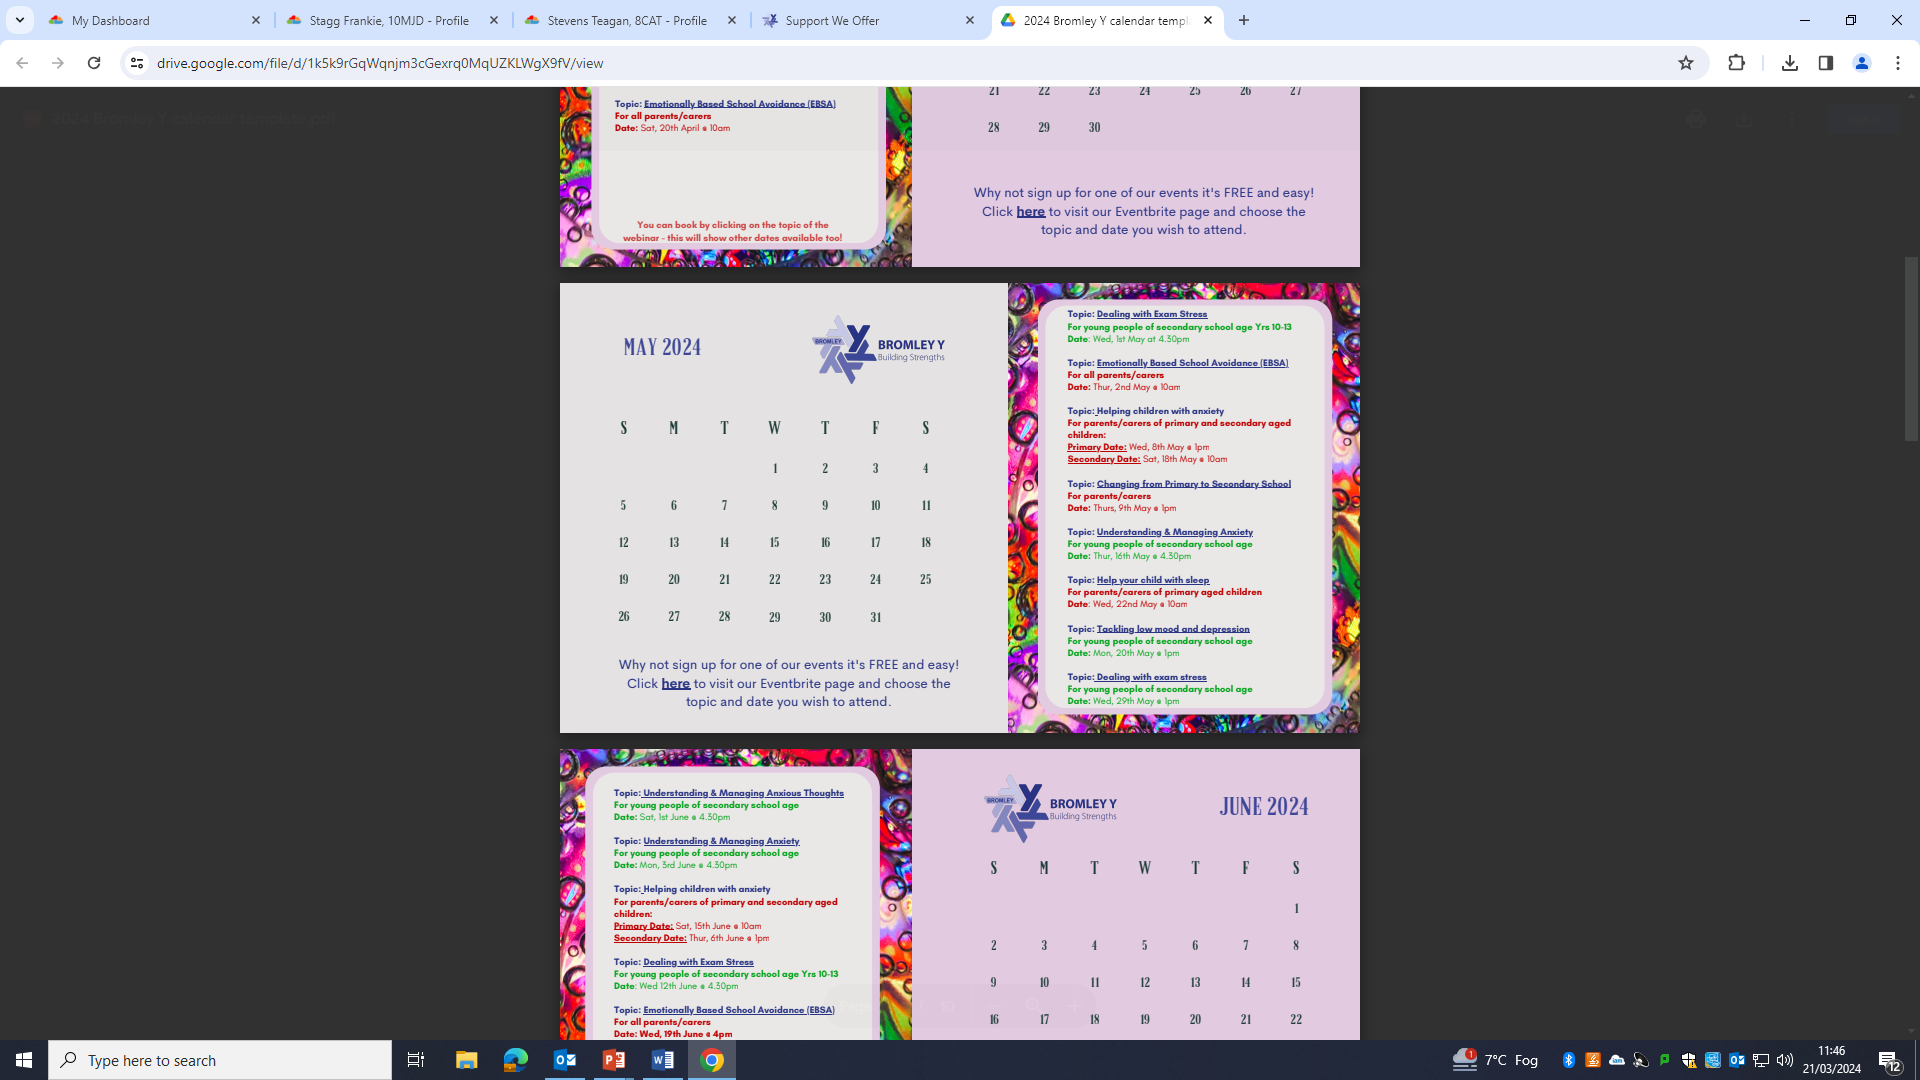 My Dashboard
Stagg Frankie, 10MJD - Profile
Stevens Teagan, 8CAT - Profile
Support We Offer
2024 Bromley Y calendar templ
drive.google.com/file/d/1k5k9rGqWqnjm3cGexrq0MqUZKLWgX9fV/view
2024 Bromley Y calendar template.pdf
Topic: Emotionally Based School Avoidance (EBSA)
For all parents/carers
Date: Sat, 20th April @ 10am
You can book by clicking on the topic of the
webinar - this will show other dates available too!
21 22 23 24 25 26 27
28 29 30
Why not sign up for one of our events it's FREE and easy!
Click here to visit our Eventbrite page and choose the
topic and date you wish to attend.
MAY 2024
BROMLEY
BROMLEY Y
Building Strengths
S M T W T F S
1 2 3 4
5 6 7 8 9 10 11
12 13 14 15 16 17 18
19 20 21 22 23 24 25
26 27 28 29 30 31
Why not sign up for one of our events it's FREE and easy!
Click here to visit our Eventbrite page and choose the
topic and date you wish to attend.
Topic: Dealing with Exam Stress
For young people of secondary school age Yrs 10-13
Date: Wed, 1st May at 4.30pm
Topic: Emotionally Based School Avoidance (EBSA)
For all parents/carers
Date: Thur, 2nd May @ 10am
Topic: Helping children with anxiety
For parents/carers of primary and secondary aged
children:
Primary Date: Wed, 8th May @ 1pm
Secondary Date: Sat, 18th May @ 10am
Topic: Changing from Primary to Secondary School
For parents/carers
Date: Thurs, 9th May @ 1pm
Topic: Understanding & Managing Anxiety
For young people of secondary school age
Date: Thur, 16th May @ 4.30pm
Topic: Help your child with sleep
For parents/carers of primary aged children
Date: Wed, 22nd May @ 10am
Topic: Tackling low mood and depression
For young people of secondary school age
Date: Mon, 20th May @ 1pm
Topic: Dealing with exam stress
For young people of secondary school age
Date: Wed, 29th May @ 1pm
Topic: Understanding & Managing Anxious Thoughts
For young people of secondary school age
Date: Sat, 1st June @ 4.30pm
Topic: Understanding & Managing Anxiety
For young people of secondary school age
Date: Mon, 3rd June @ 4.30pm
Topic: Helping children with anxiety
For parents/carers of primary and secondary aged
children:
Primary Date: Sat, 15th June @ 10am
Secondary Date: Thur, 6th June @ 1pm
Topic: Dealing with Exam Stress
For young people of secondary school age Yrs 10-13
Date: Wed 12th June @ 4.30pm
Topic: Emotionally Based School Avoidance (EBSA)
For all parents/carers
Date: Wed, 19th June @ 4pm
BROMLEY
BROMLEY Y
Building Strengths
JUNE 2024
S M T W T F S
1
2 3 4 5 6 7 8
9 10 11 12 13 14 15
16 17 18 19 20 21 22
Type here to search
1
7°C Fog
11:46
21/03/2024
12